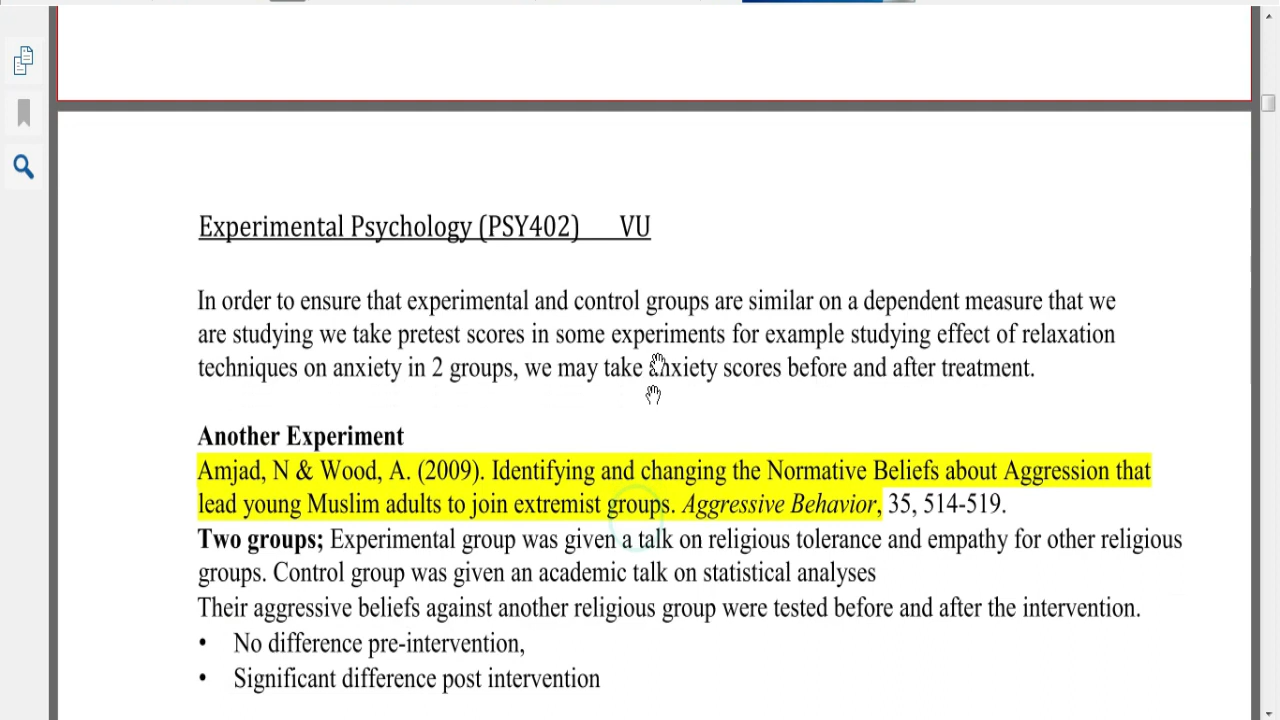 Experimental Psychology (PSY402) VU
In order to ensure that experimental and control groups are similar on a dependent measure that we
are studying we take pretest scores in some experiments for example studying effect of relaxation
techniques on anxiety in 2 groups, we may take anxiety scores before and after treatment.
Another Experiment
Amjad, N & Wood, A. (2009). Identifying and changing the Normative Beliefs about Aggression that
lead young Muslim adults to join extremist groups. Aggressive Behavior, 35, 514-519.
Two groups; Experimental group was given a talk on religious tolerance and empathy for other religious
groups. Control group was given an academic talk on statistical analyses
Their aggressive beliefs against another religious group were tested before and after the intervention.
• No difference pre-intervention,
• Significant difference post intervention